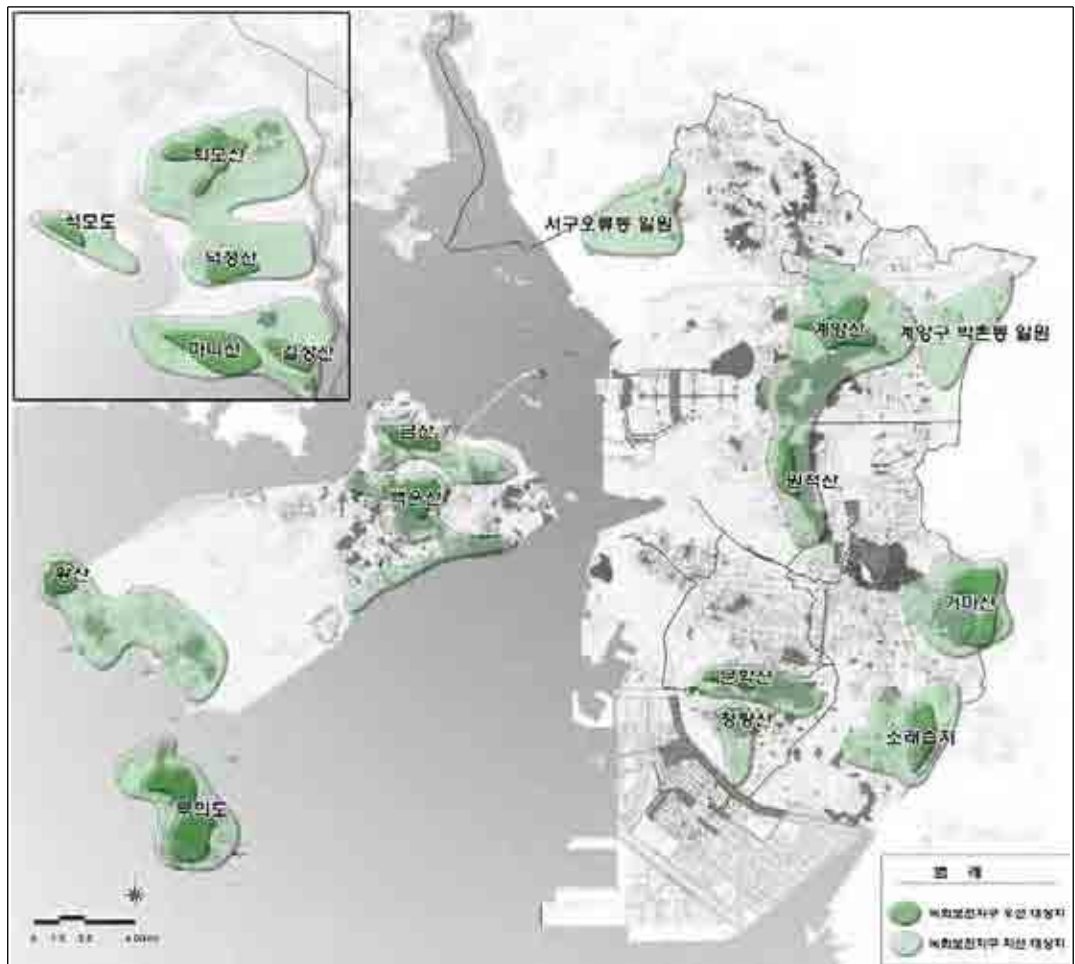 퇴모산
석모도
덕정산
마니산
길상산
서구오류동 일원
계양산
계양구 박촌동 일원
금산
백운산
원적산
왕산
거마산
문학산
청량산
소래습지
무의도
범 례
녹화보전지구 우선 대상지
녹화보전지구 지선 대상지